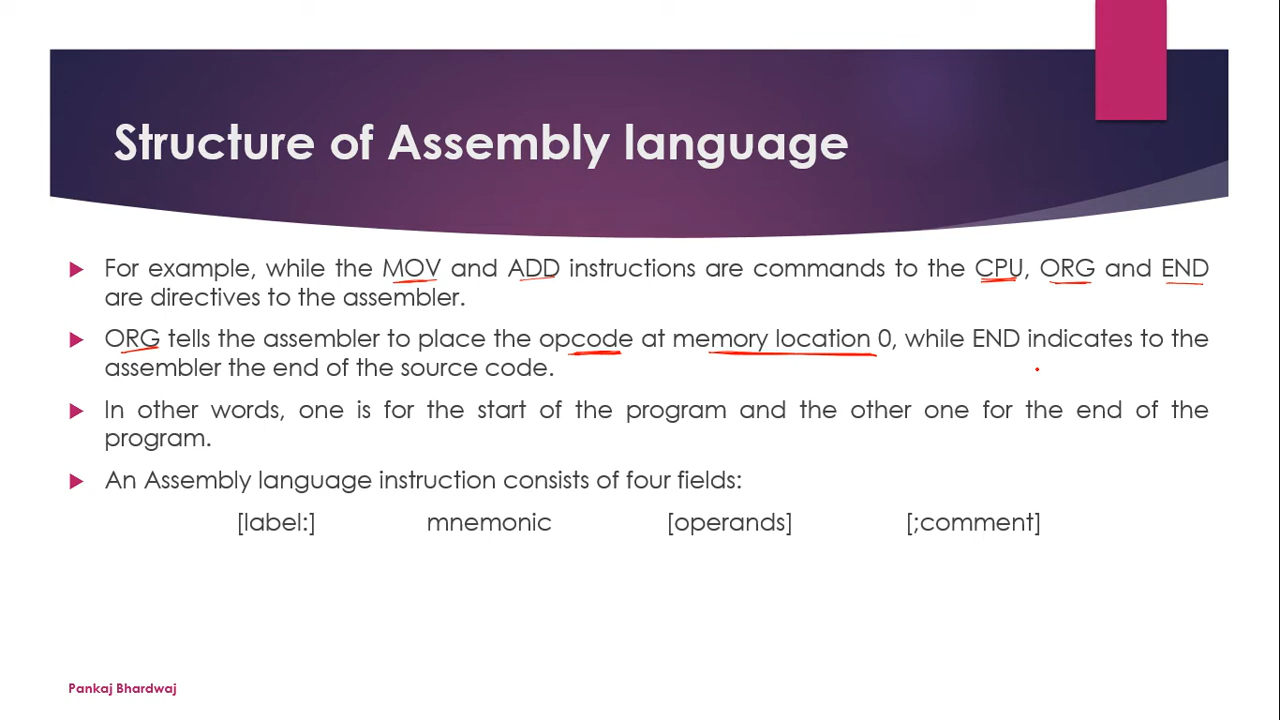 Structure of Assembly language
For example, while the MOV and ADD instructions are commands to the CPU, ORG and END
are directives to the assembler.
ORG tells the assembler to place the opcode at memory location 0, while END indicates to the
assembler the end of the source code.
In other words, one is for the start of the program and the other one for the end of the
program.
An Assembly language instruction consists of four fields:
[label:] mnemonic [operands] [;comment]
Pankaj Bhardwaj